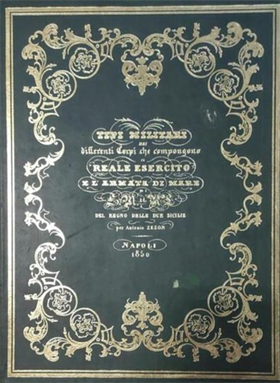 TIPI MILITARI
DEI
differenti Corpi che compongono
IL
REALE ESERCITO
E L'ARMATA DI MARE
DEL REGNO DELLE DUE SICILIE
per Antonio ZEZON
NAPOLI
1850